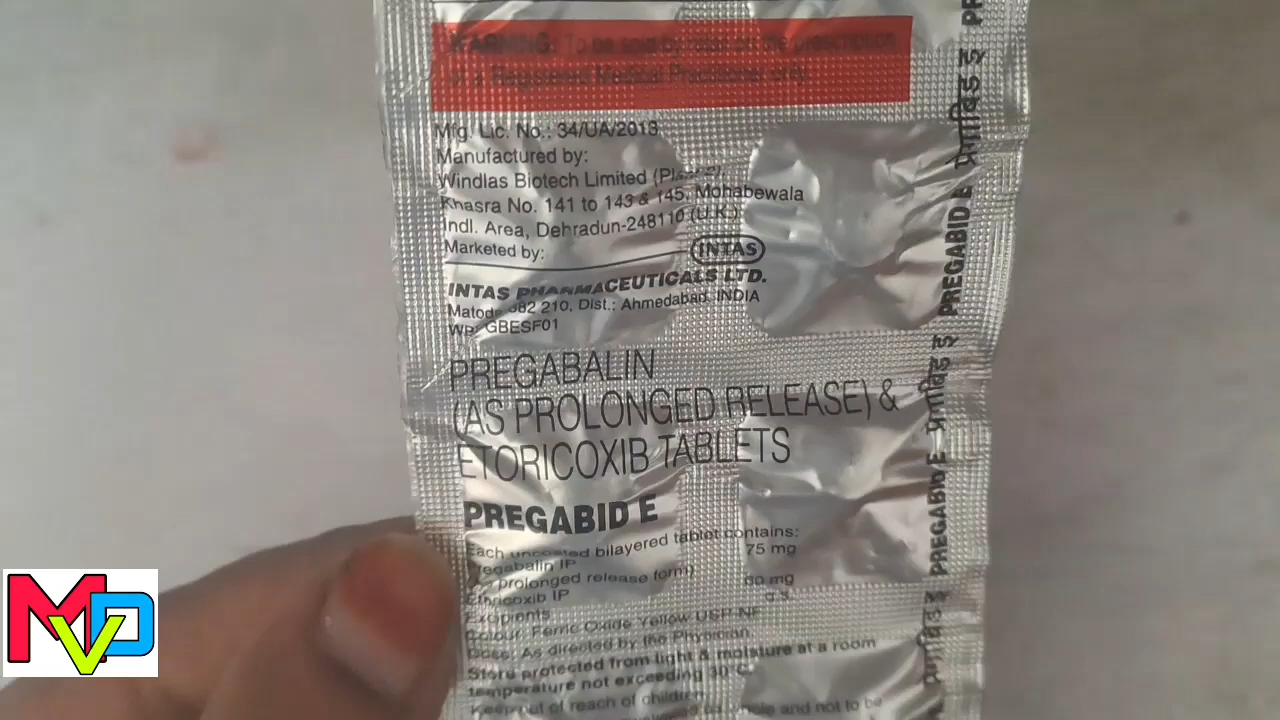 WARNING: To be sold by retail on the prescription
of a Registered Medical Practitioner only.
Mfg. Lic. No.: 34/UA/2013
Manufactured by:
Windlas Biotech Limited
Khasra No. 141 to 143 & 145, Mohabewala
Indl. Area, Dehradun-248110 (U.K.)
Marketed by:
INTAS
INTAS PHARMACEUTICALS LTD.
Matoda 382 210, Dist.: Ahmedabad, INDIA
GBESF01
PREGABALIN
(AS PROLONGED RELEASE) &
ETORICOXIB TABLETS
PREGABID E
Each uncoated bilayered tablet contains:
Pregabalin IP 75 mg
prolonged release form)
Etoricoxib IP 60 mg
Excipients q.s.
Colour: Ferric Oxide Yellow USP-NF
Dose: As directed by the Physician.
Store protected from light & moisture at a room
temperature not exceeding 30°C.
Keep out of reach of children.
whole and not to be
प्रेगाबिड ई
PREGABID E
प्रेगाबिड ई
PREGABID E
प्रेगाबिड ई
MVD